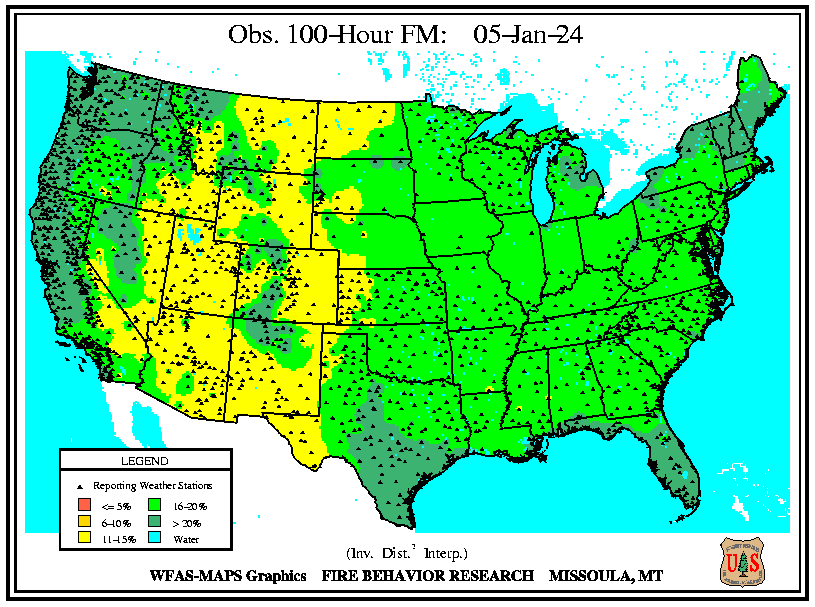 Obs. 100-Hour FM: 05-Jan-24
LEGEND
Reporting Weather Stations
<= 5% 16-20%
6-10% > 20%
11-15% Water
(Inv. Dist.² Interp.)
WFAS-MAPS Graphics FIRE BEHAVIOR RESEARCH MISSOULA, MT
U S